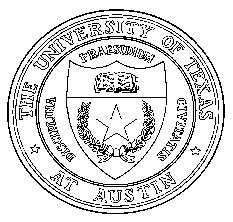 THE UNIVERSITY OF TEXAS
AT AUSTIN
PRAESIDIUM
DISCIPLINA
CIVITATIS